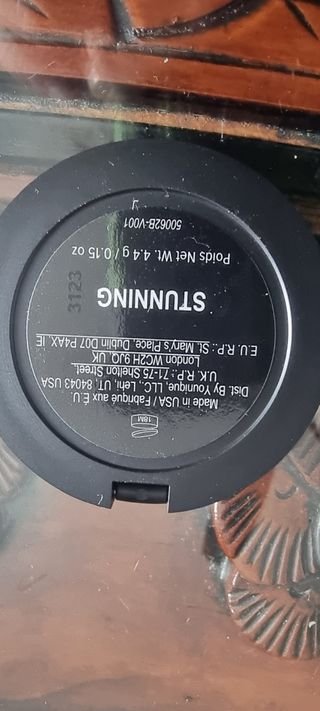 18M
Made in USA / Fabriqué aux É.U.
Dist. By Younique, LLC., Lehi, UT, 84043 USA
U.K. R.P.: 71-75 Shelton Street,
London WC2H 9JQ, UK
E.U. R.P.: St. Mary's Place, Dublin D07 P4AX, IE
STUNNING
3123
Poids Net Wt. 4.4 g / 0.15 oz
50062B-V001